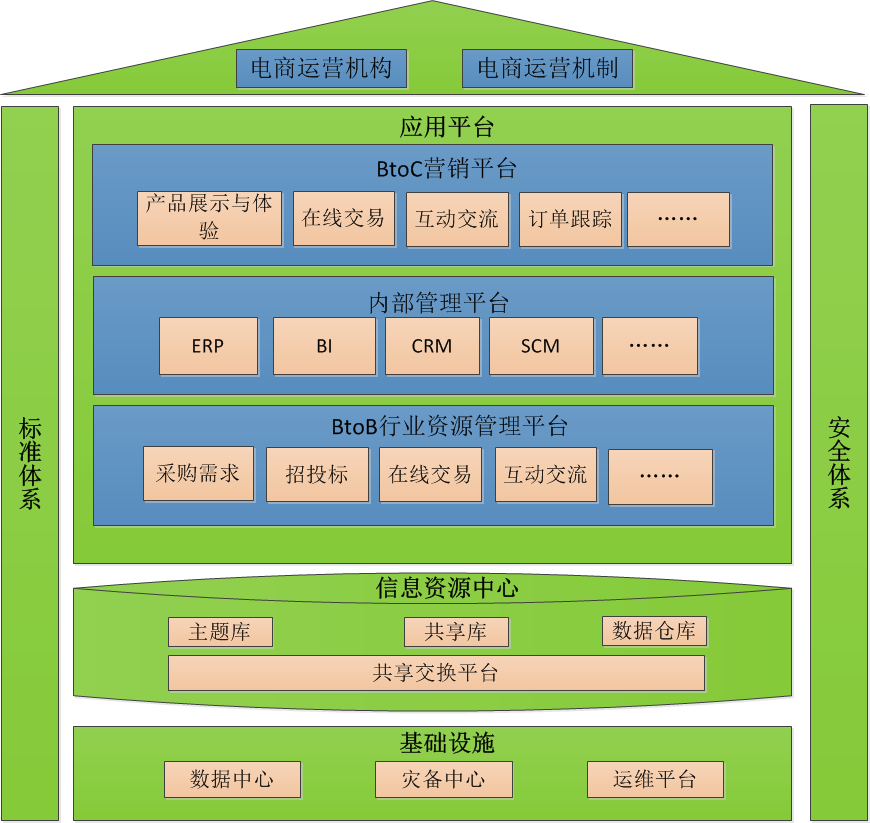 电商运营机构
电商运营机制
应用平台
BtoC营销平台
产品展示与体
验
在线交易
互动交流
订单跟踪
……
内部管理平台
ERP
BI
CRM
SCM
……
BtoB行业资源管理平台
采购需求
招投标
在线交易
互动交流
……
标准体系
安全体系
信息资源中心
主题库
共享库
数据仓库
共享交换平台
基础设施
数据中心
灾备中心
运维平台